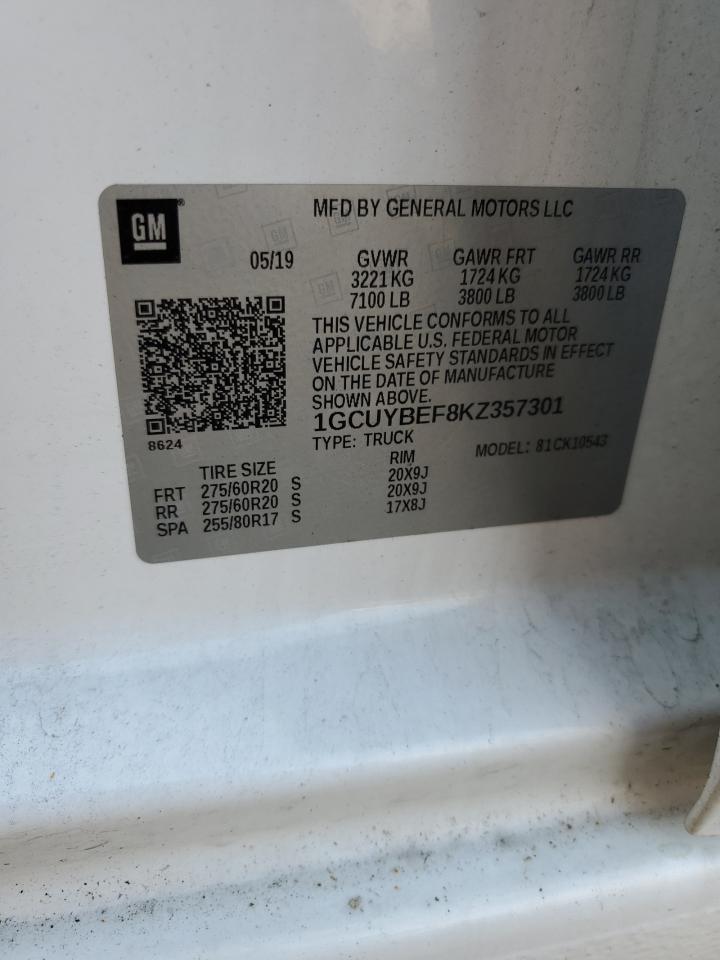 GM®
MFD BY GENERAL MOTORS LLC
05/19 GVWR GAWR FRT GAWR RR
3221 KG 1724 KG 1724 KG
7100 LB 3800 LB 3800 LB
THIS VEHICLE CONFORMS TO ALL
APPLICABLE U.S. FEDERAL MOTOR
VEHICLE SAFETY STANDARDS IN EFFECT
ON THE DATE OF MANUFACTURE
SHOWN ABOVE.
1GCUYBEF8KZ357301
8624
TYPE: TRUCK MODEL: 81CK10543
TIRE SIZE RIM
FRT 275/60R20 S 20X9J
RR 275/60R20 S 20X9J
SPA 255/80R17 S 17X8J